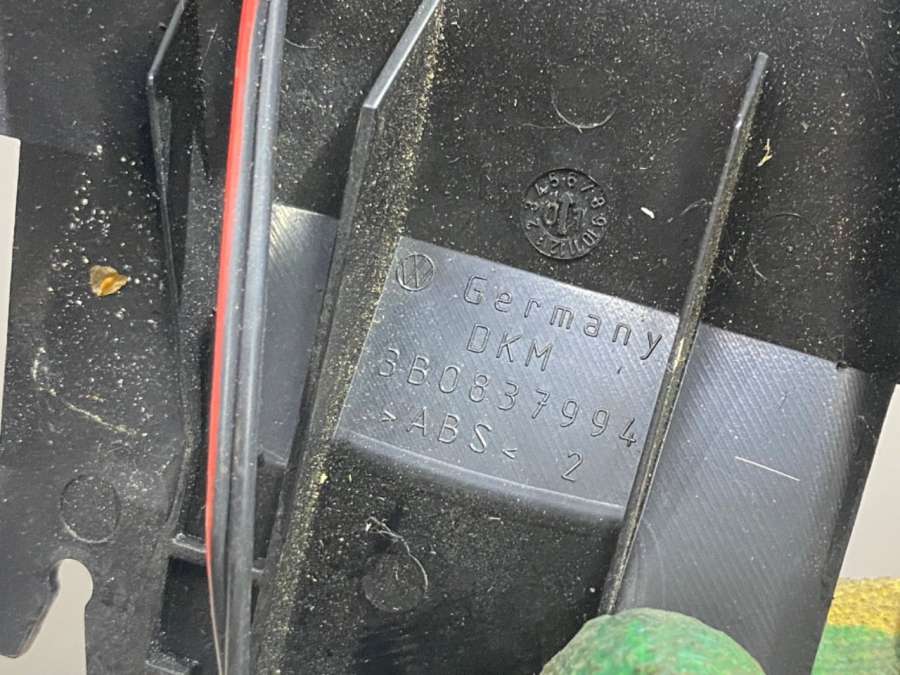 Germany
DKM
3B0837994
>ABS< 2